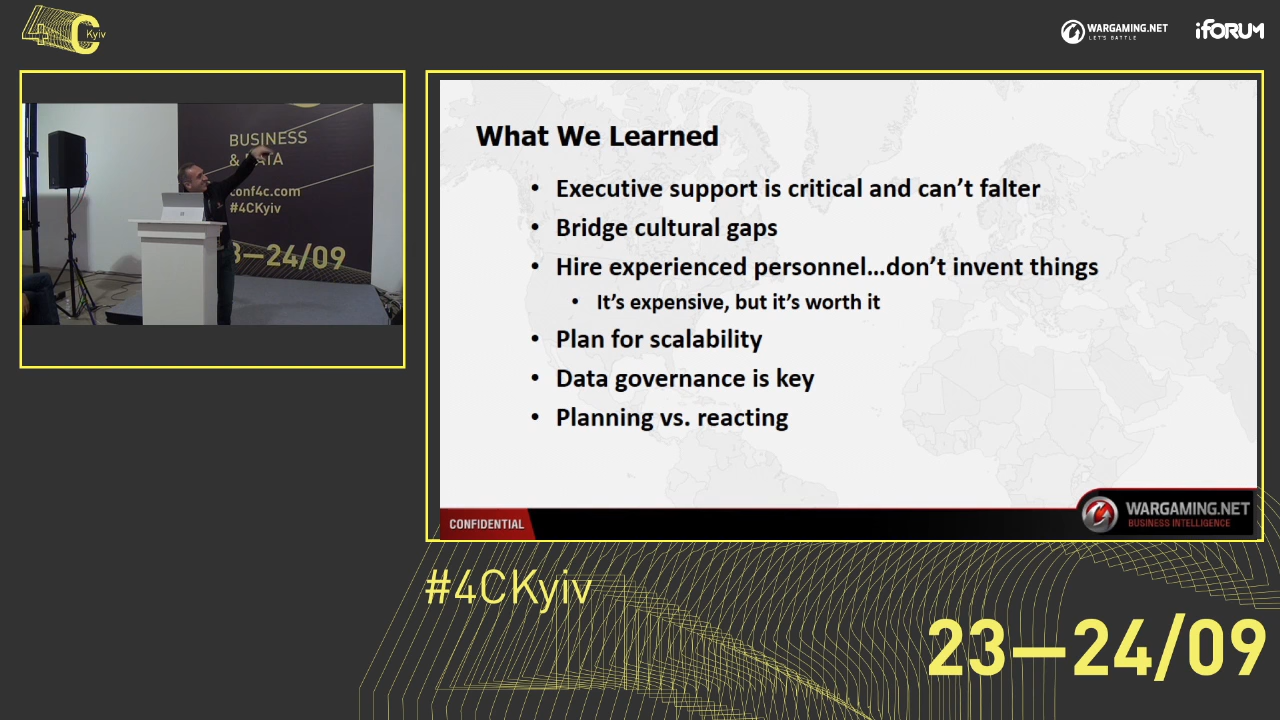 4C Kyiv
WARGAMING.NET
LET'S BATTLE
iFORUM
BUSINESS
conf4c.com
#4CKyiv
—24/09
What We Learned
• Executive support is critical and can’t falter
• Bridge cultural gaps
• Hire experienced personnel…don’t invent things
• It’s expensive, but it’s worth it
• Plan for scalability
• Data governance is key
• Planning vs. reacting
CONFIDENTIAL
WARGAMING.NET
BUSINESS INTELLIGENCE
#4CKyiv
23—24/09